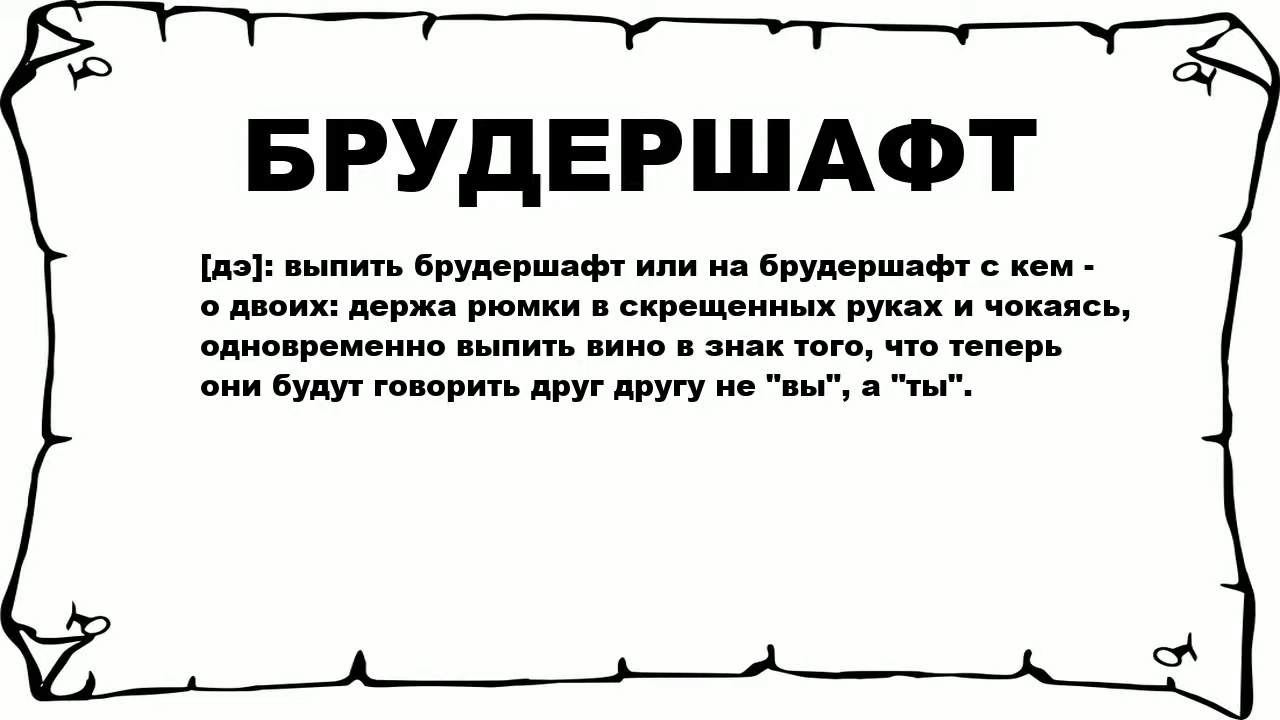 БРУДЕРШАФТ
[дэ]: выпить брудершафт или на брудершафт с кем -
о двоих: держа рюмки в скрещенных руках и чокаясь,
одновременно выпить вино в знак того, что теперь
они будут говорить друг другу не "вы", а "ты".